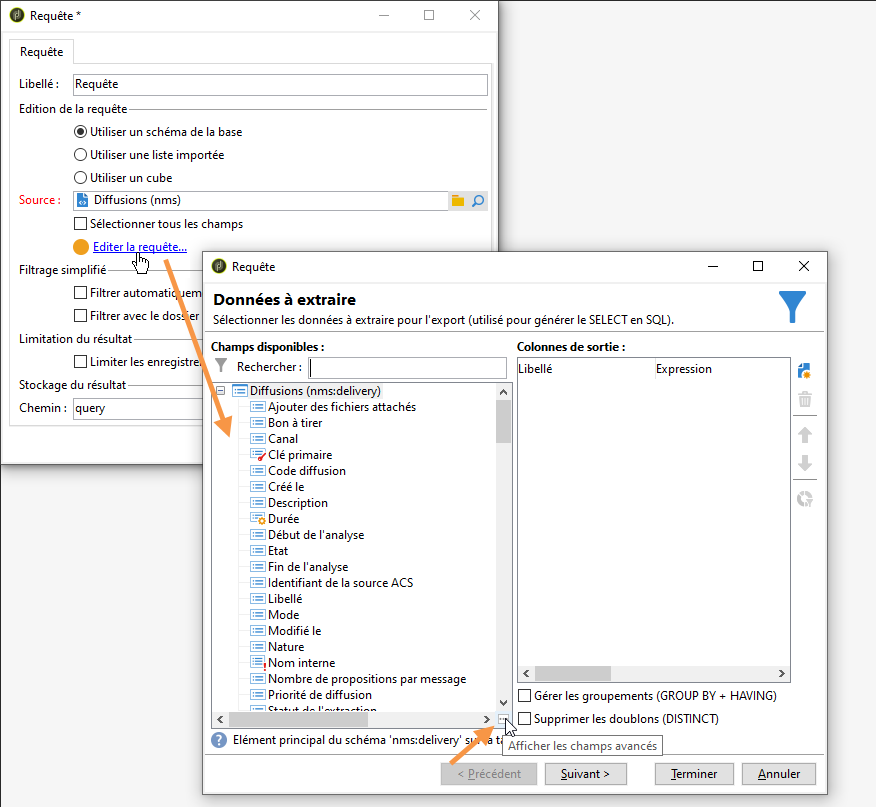 Requête *
Requête
Libellé :
Requête
Edition de la requête
Utiliser un schéma de la base
Utiliser une liste importée
Utiliser un cube
Source :
Diffusions (nms)
Sélectionner tous les champs
Editer la requête...
Filtrage simplifié
Filtrer automatiquem
Filtrer avec le dossier
Limitation du résultat
Limiter les enregistre
Stockage du résultat
Chemin :
query
Requête
Données à extraire
Sélectionner les données à extraire pour l'export (utilisé pour générer le SELECT en SQL).
Champs disponibles :
Rechercher :
Diffusions (nms:delivery)
Ajouter des fichiers attachés
Bon à tirer
Canal
Clé primaire
Code diffusion
Créé le
Description
Durée
Début de l'analyse
Etat
Fin de l'analyse
Identifiant de la source ACS
Libellé
Mode
Modifié le
Nature
Nom interne
Nombre de propositions par message
Priorité de diffusion
Statut de l'extraction
Colonnes de sortie :
Libellé Expression
Gérer les groupements (GROUP BY + HAVING)
Supprimer les doublons (DISTINCT)
Elément principal du schéma 'nms:delivery' sur la ta
Afficher les champs avancés
< Précédent
Suivant >
Terminer
Annuler